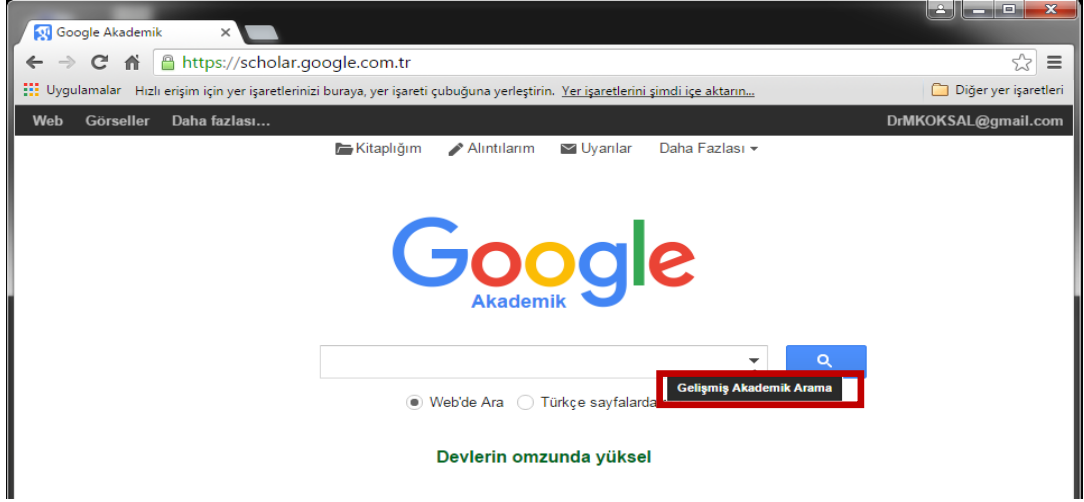 Google Akademik
https://scholar.google.com.tr
Uygulamalar Hızlı erişim için yer işaretlerinizi buraya, yer işareti çubuğuna yerleştirin. Yer işaretlerini şimdi içe aktarın... Diğer yer işaretleri
Web Görseller Daha fazlası... DrMKOKSAL@gmail.com
Kitaplığım Alıntılarım Uyarılar Daha Fazlası
Google
Akademik
Gelişmiş Akademik Arama
Web'de Ara Türkçe sayfalarda
Devlerin omzunda yüksel